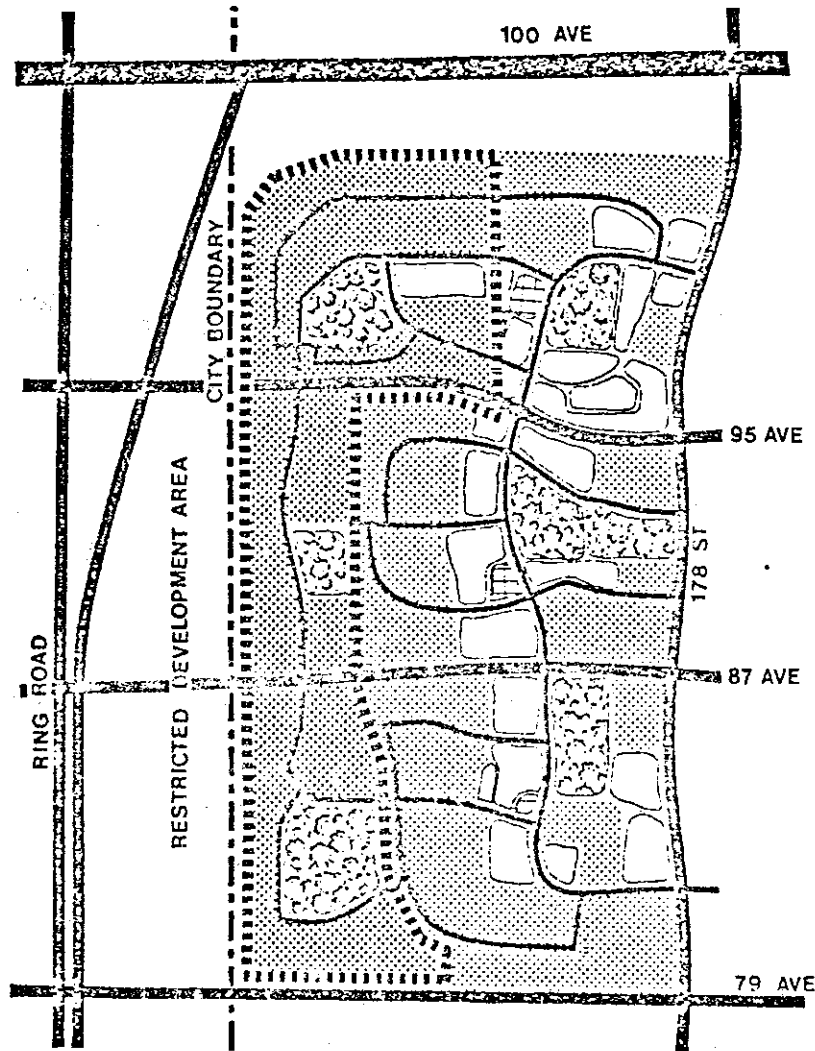 100 AVE
CITY BOUNDARY
95 AVE
RESTRICTED DEVELOPMENT AREA
178 ST
RING ROAD
87 AVE
79 AVE